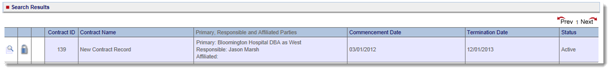 Search Results
Prev | Next
Contract ID Contract Name Primary, Responsible and Affiliated Parties Commencement Date Termination Date Status
139 New Contract Record Primary: Bloomington Hospital DBA as West
Responsible: Jason Marsh
Affiliated:
03/01/2012 12/01/2013 Active